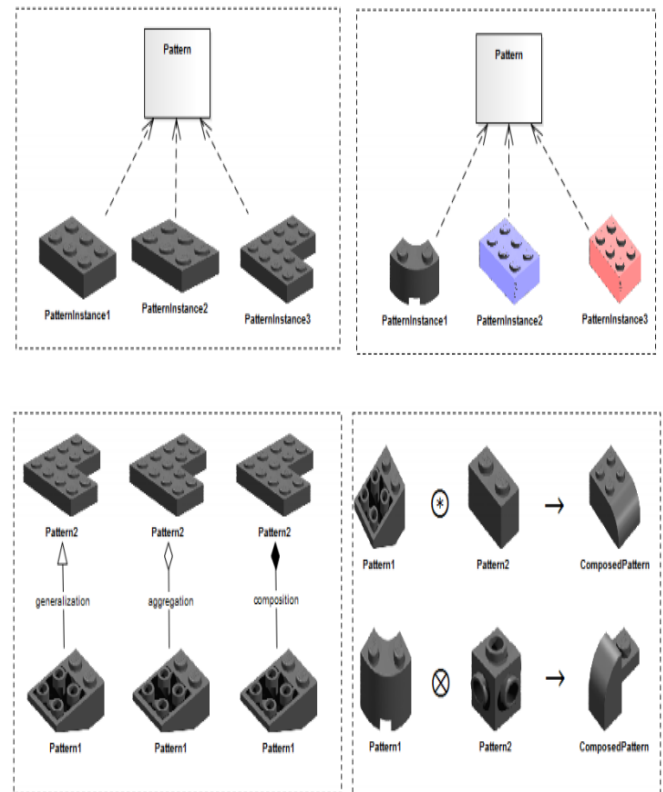 Pattern
PatternInstance1
PatternInstance2
PatternInstance3
Pattern
PatternInstance1
PatternInstance2
PatternInstance3
Pattern2
Pattern2
Pattern2
generalization
aggregation
composition
Pattern1
Pattern1
Pattern1
Pattern1
Pattern2
ComposedPattern
Pattern1
Pattern2
ComposedPattern